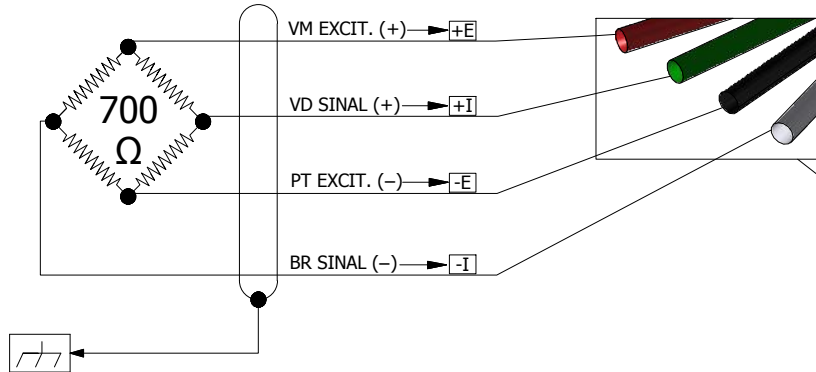 VM EXCIT. (+) +E
700
Ω
VD SINAL (+) +I
PT EXCIT. (−) -E
BR SINAL (−) -I